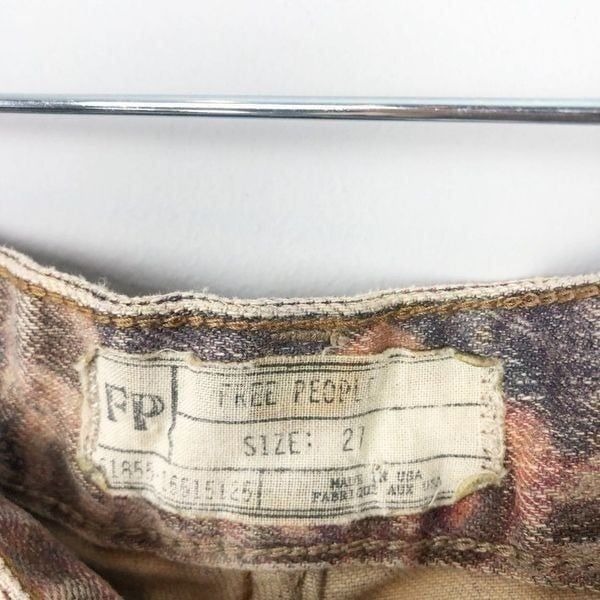 FP
FREE PEOPLE
SIZE: 27
MADE IN USA
FABRIQUE AUX USA